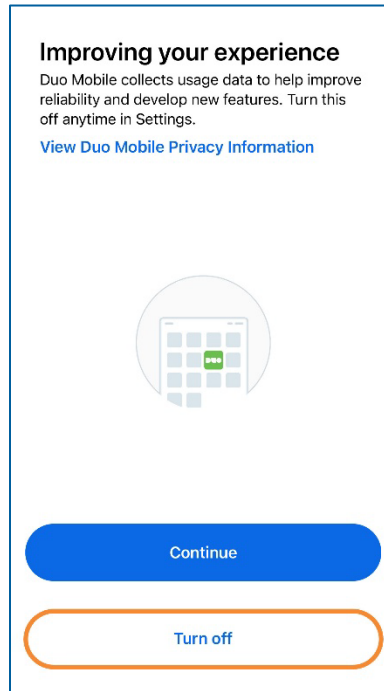 Improving your experience
Duo Mobile collects usage data to help improve
reliability and develop new features. Turn this
off anytime in Settings.
View Duo Mobile Privacy Information
DUO
Continue
Turn off